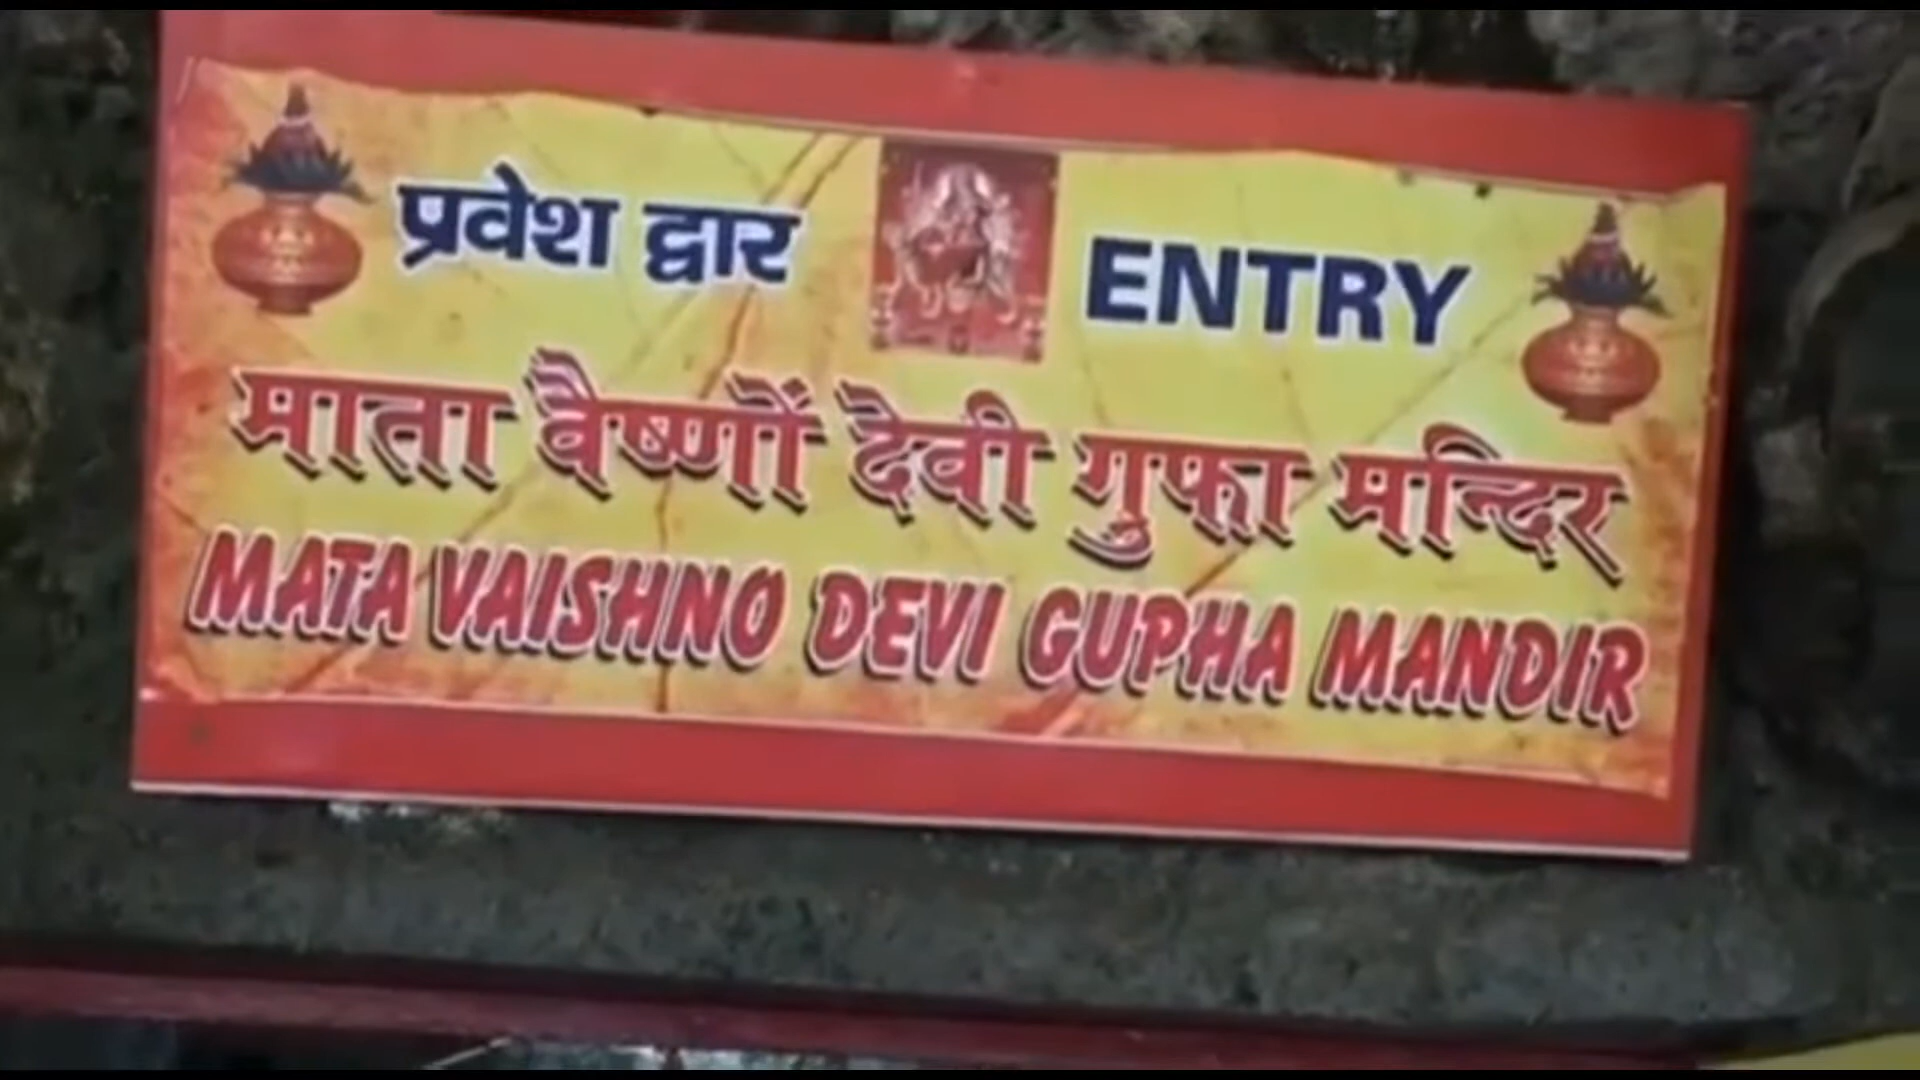 प्रवेश द्वार ENTRY
माता वैष्णों देवी गुफा मन्दिर
MATA VAISHNO DEVI GUPHA MANDIR